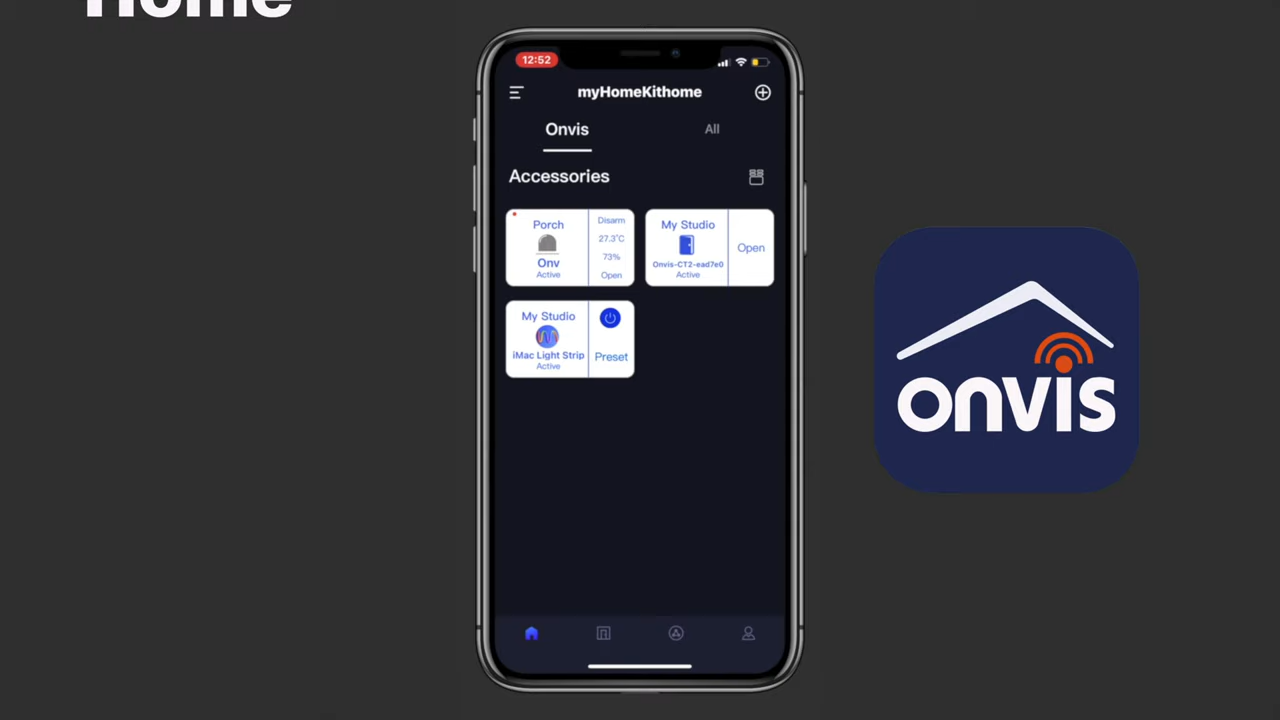 Home
12:52
myHomeKithome
Onvis
All
Accessories
Porch
Onv
Active
Disarm
27.3°C
73%
Open
My Studio
Onvis-CT2-ead7e0
Active
Open
My Studio
iMac Light Strip
Active
Preset
onvis